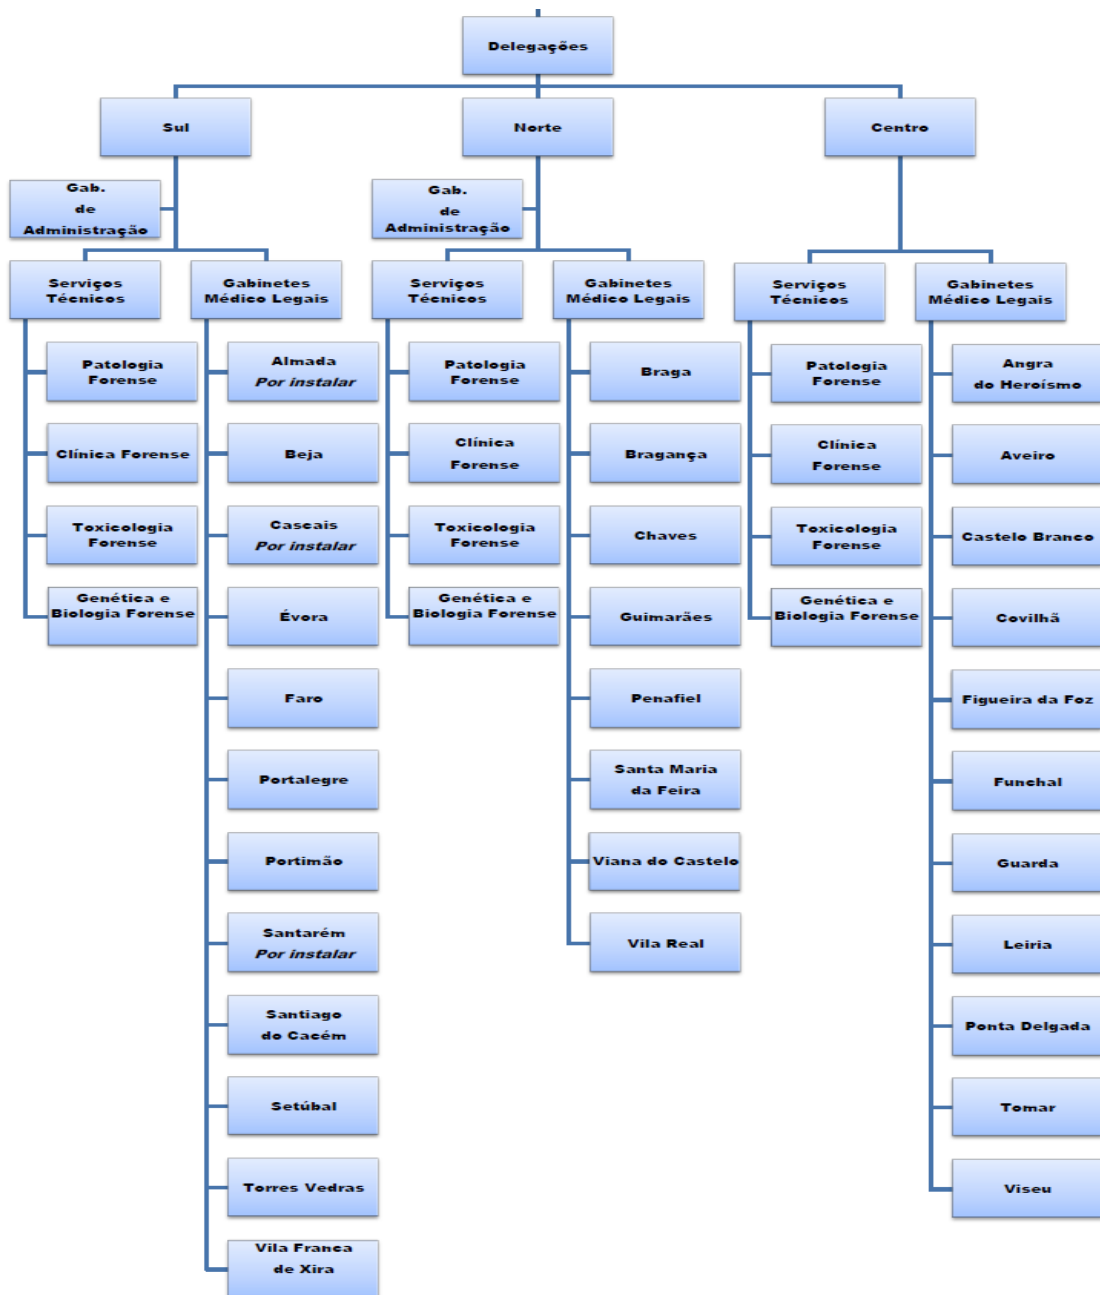 Delegações
Sul
Norte
Centro
Gab.
de
Administração
Gab.
de
Administração
Serviços
Técnicos
Gabinetes
Médico Legais
Serviços
Técnicos
Gabinetes
Médico Legais
Serviços
Técnicos
Gabinetes
Médico Legais
Patologia
Forense
Clínica Forense
Toxicologia
Forense
Genética e
Biologia Forense
Almada
Por instalar
Beja
Cascais
Por instalar
Évora
Faro
Portalegre
Portimão
Santarém
Por instalar
Santiago
do Cacém
Setúbal
Torres Vedras
Vila Franca
de Xira
Patologia
Forense
Clínica
Forense
Toxicologia
Forense
Genética e
Biologia Forense
Braga
Bragança
Chaves
Guimarães
Penafiel
Santa Maria
da Feira
Viana do Castelo
Vila Real
Patologia
Forense
Clínica
Forense
Toxicologia
Forense
Genética e
Biologia Forense
Angra
do Heroísmo
Aveiro
Castelo Branco
Covilhã
Figueira da Foz
Funchal
Guarda
Leiria
Ponta Delgada
Tomar
Viseu